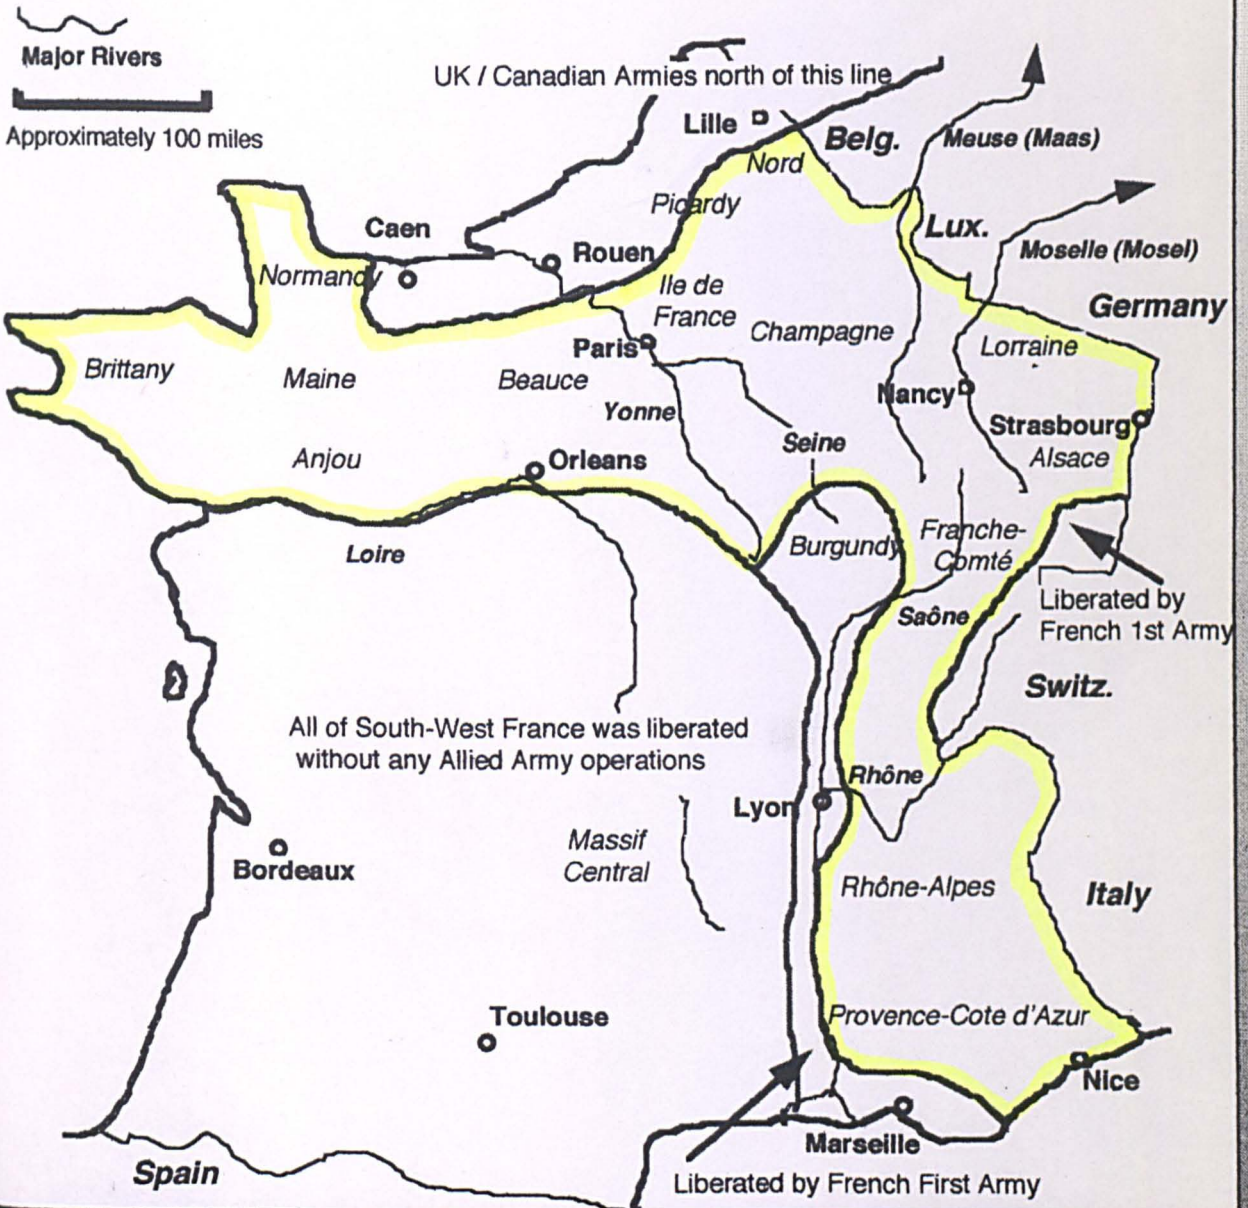 Major Rivers
Approximately 100 miles
UK / Canadian Armies north of this line
Lille
Belg.
Meuse (Maas)
Nord
Picardy
Lux.
Caen
Rouen
Moselle (Mosel)
Normandy
Ile de
France
Germany
Champagne
Paris
Lorraine
Brittany
Maine
Beauce
Nancy
Yonne
Strasbourg
Seine
Alsace
Anjou
Orleans
Franche-
Comté
Burgundy
Loire
Liberated by
French 1st Army
Saône
Switz.
All of South-West France was liberated
without any Allied Army operations
Rhône
Lyon
Massif
Central
Bordeaux
Rhône-Alpes
Italy
Toulouse
Provence-Cote d'Azur
Nice
Marseille
Spain
Liberated by French First Army